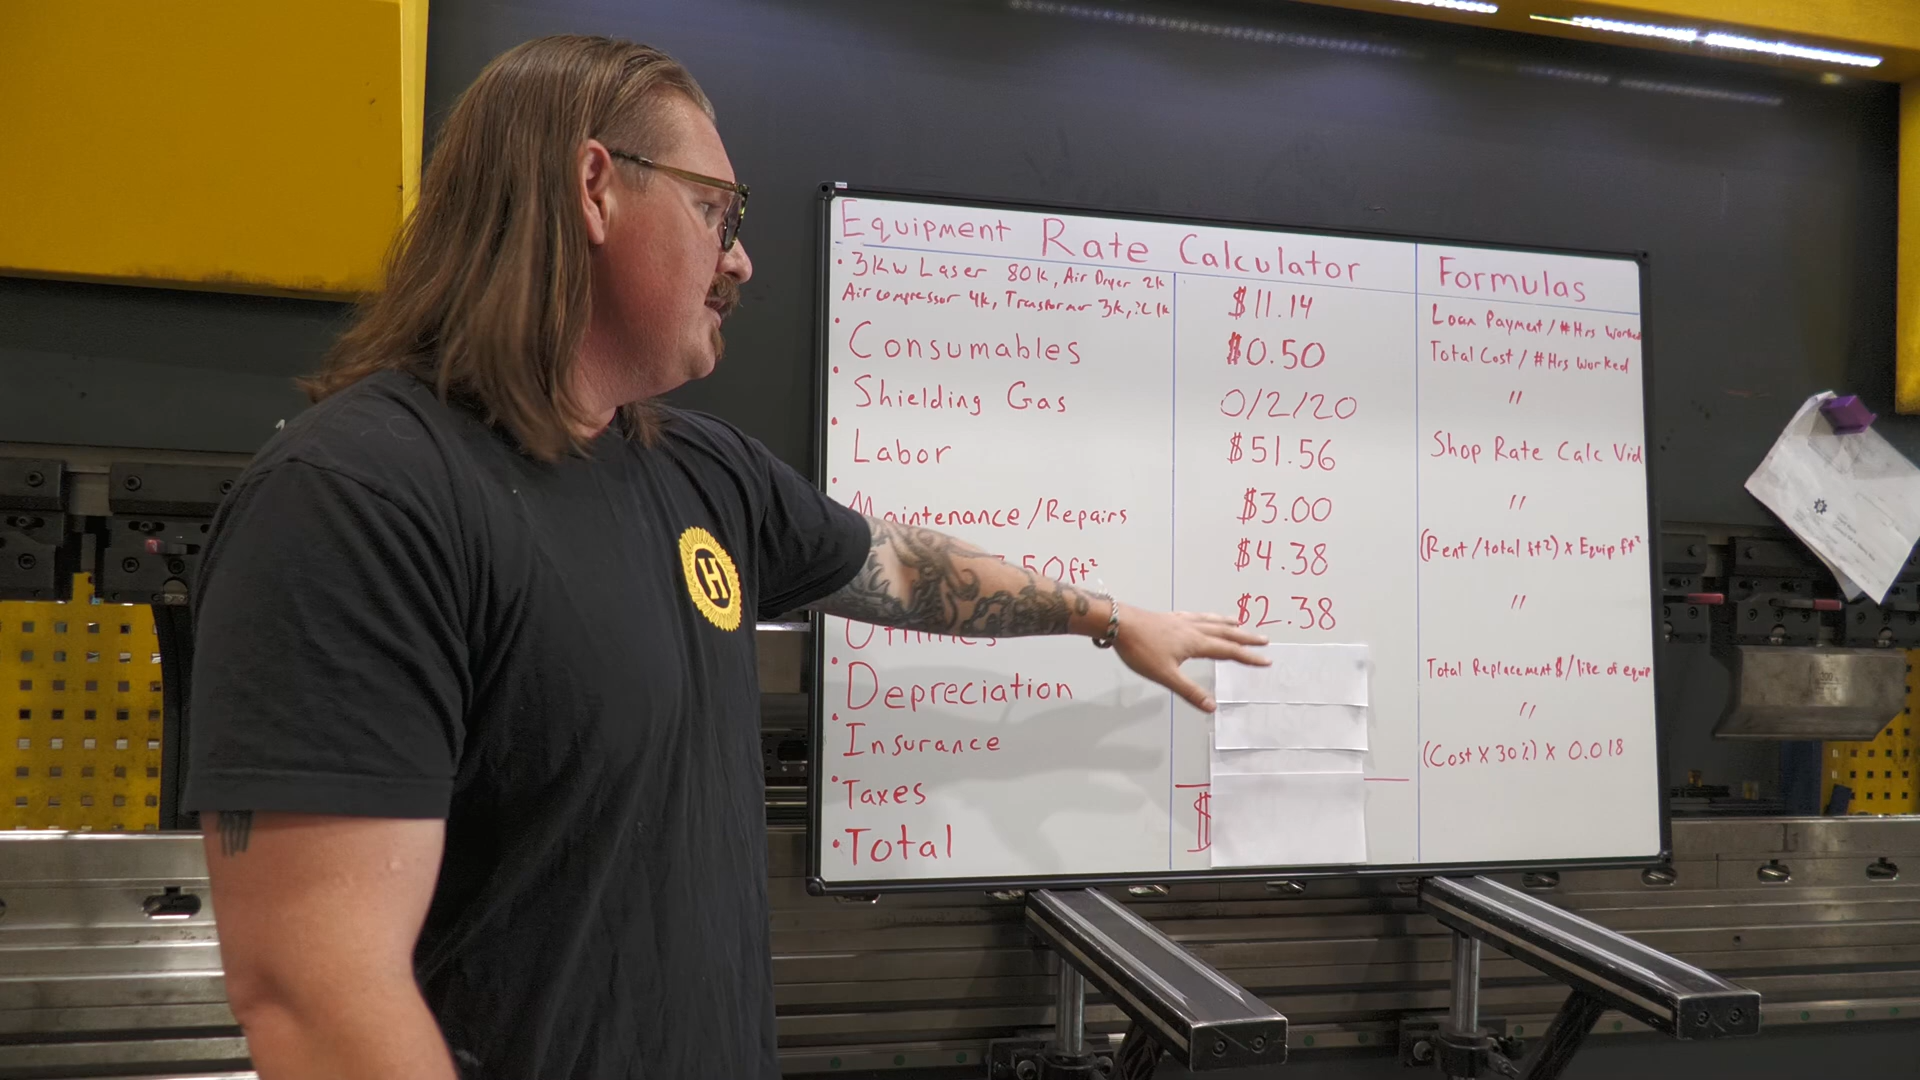 Equipment Rate Calculator
Formulas
• 3Kw Laser 80k, Air Dryer 2k
Air compressor 4k, Transformer 3k,
$11.14
Loan Payment / # Hrs Worked
• Consumables
$0.50
Total Cost / # Hrs Worked
• Shielding Gas
0/2/20
"
• Labor
$51.56
Shop Rate Calc Vid
• Maintenance/Repairs
$3.00
"
50ft²
$4.38
(Rent/total ft²) x Equip ft²
Utilities
$2.38
"
• Depreciation
Total Replacement $/life of equip
• Insurance
"
• Taxes
(Cost X 30%) X 0.018
• Total
$
H